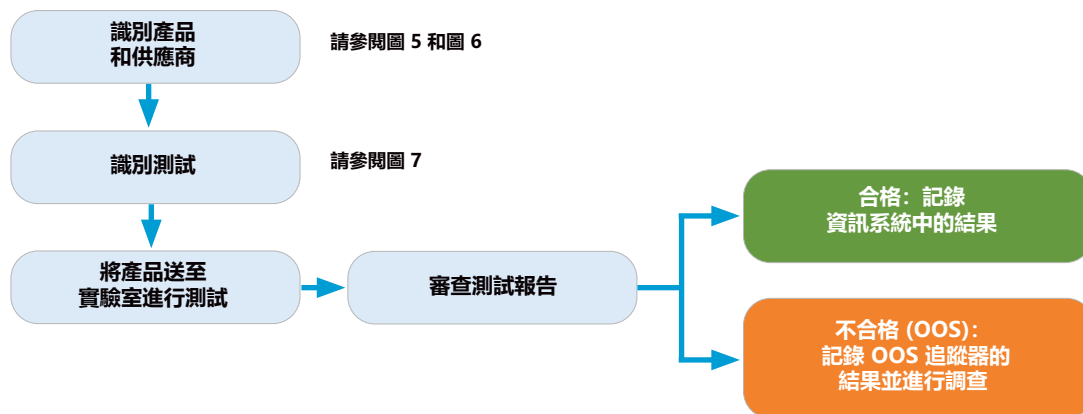 識別產品
和供應商
請參閱圖 5 和圖 6
識別測試
請參閱圖 7
將產品送至
實驗室進行測試
審查測試報告
合格：記錄
資訊系統中的結果
不合格 (OOS)：
記錄 OOS 追蹤器的
結果並進行調查